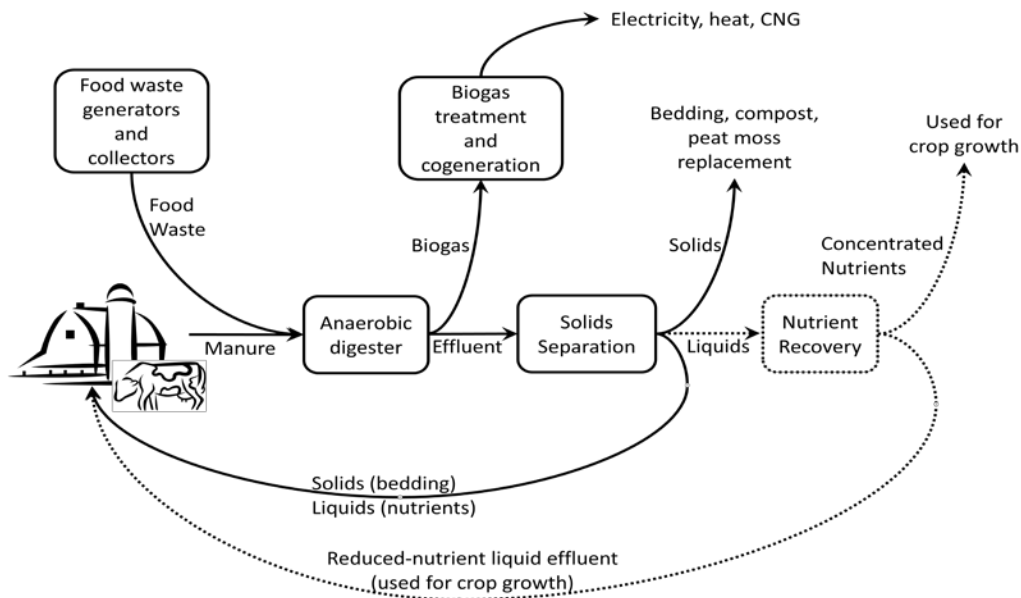 Electricity, heat, CNG
Food waste
generators
and
collectors
Biogas
treatment
and
cogeneration
Bedding, compost,
peat moss
replacement
Used for
crop growth
Food
Waste
Biogas
Solids
Concentrated
Nutrients
Manure
Anaerobic
digester
Effluent
Solids
Separation
Liquids
Nutrient
Recovery
Solids (bedding)
Liquids (nutrients)
Reduced-nutrient liquid effluent
(used for crop growth)